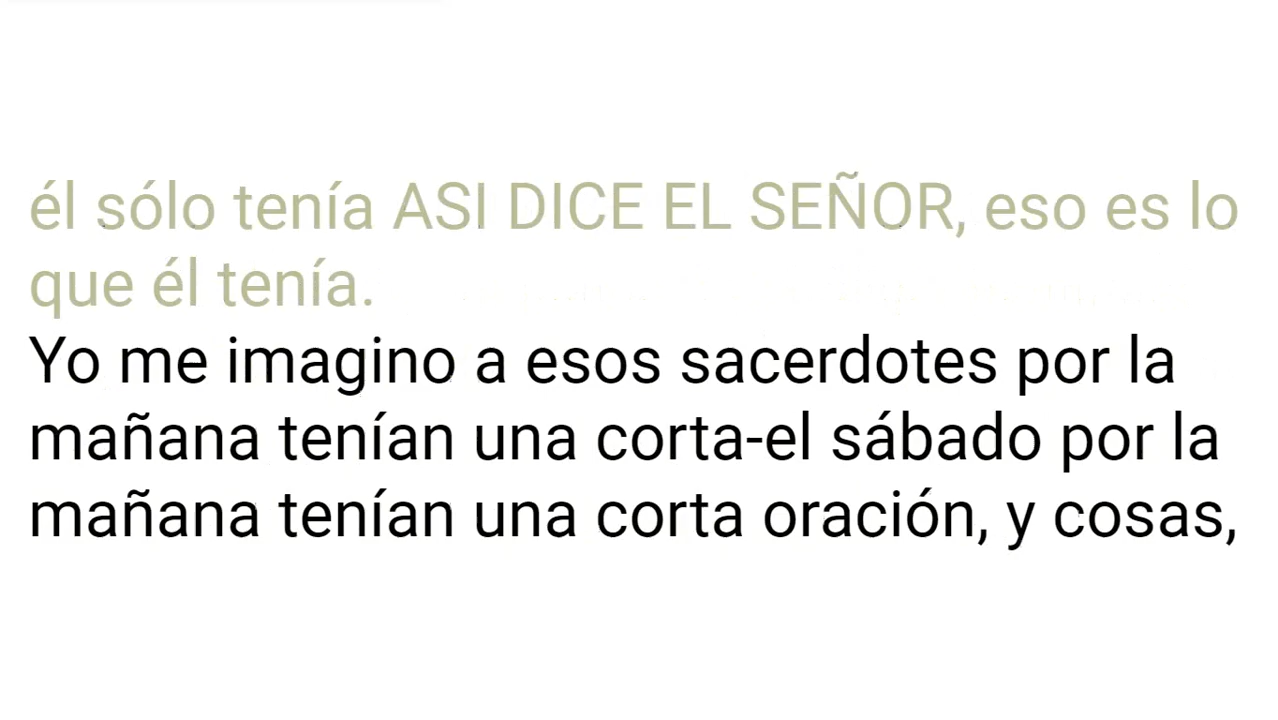 él sólo tenía ASI DICE EL SEÑOR, eso es lo
que él tenía.
Yo me imagino a esos sacerdotes por la
mañana tenían una corta-el sábado por la
mañana tenían una corta oración, y cosas,